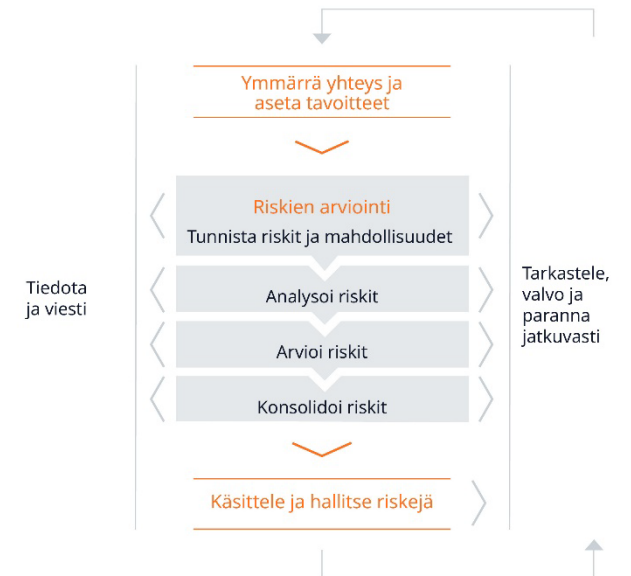 Ymmärrä yhteys ja
aseta tavoitteet
Riskien arviointi
Tunnista riskit ja mahdollisuudet
Analysoi riskit
Arvioi riskit
Konsolidoi riskit
Käsittele ja hallitse riskejä
Tiedota
ja viesti
Tarkastele,
valvo ja
paranna
jatkuvasti